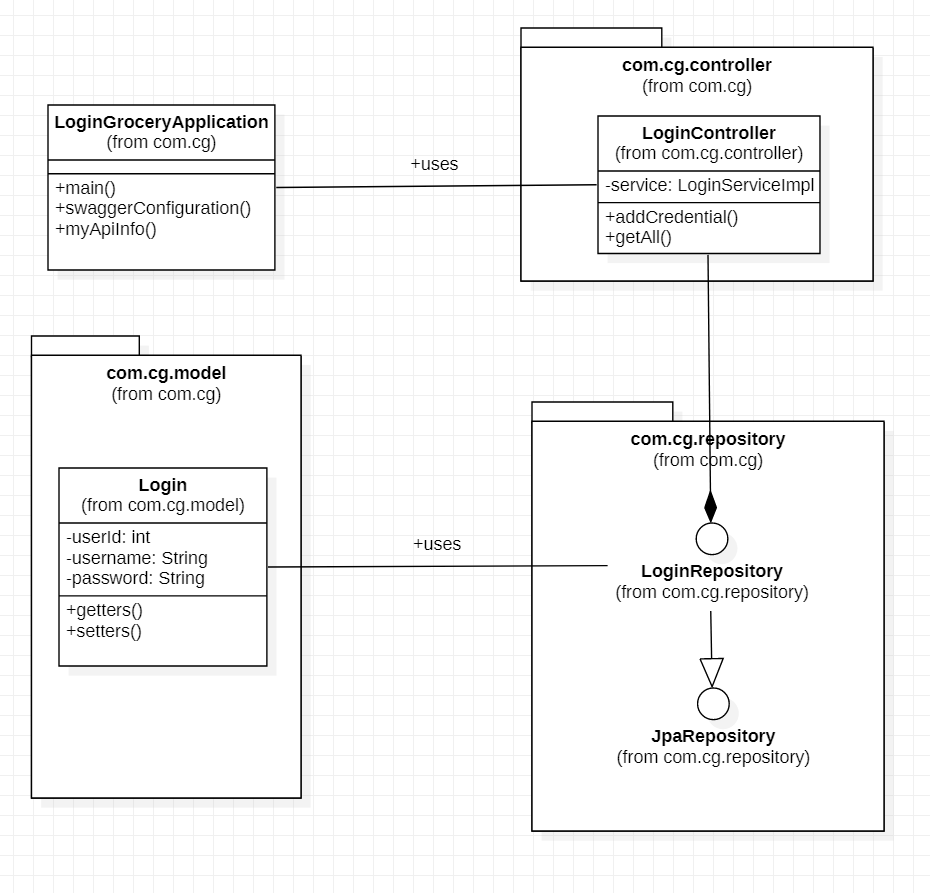 com.cg.controller
(from com.cg)
LoginGroceryApplication
(from com.cg)
+main()
+swaggerConfiguration()
+myApiInfo()
+uses
LoginController
(from com.cg.controller)
-service: LoginServiceImpl
+addCredential()
+getAll()
com.cg.model
(from com.cg)
Login
(from com.cg.model)
-userId: int
-username: String
-password: String
+getters()
+setters()
+uses
com.cg.repository
(from com.cg)
LoginRepository
(from com.cg.repository)
JpaRepository
(from com.cg.repository)